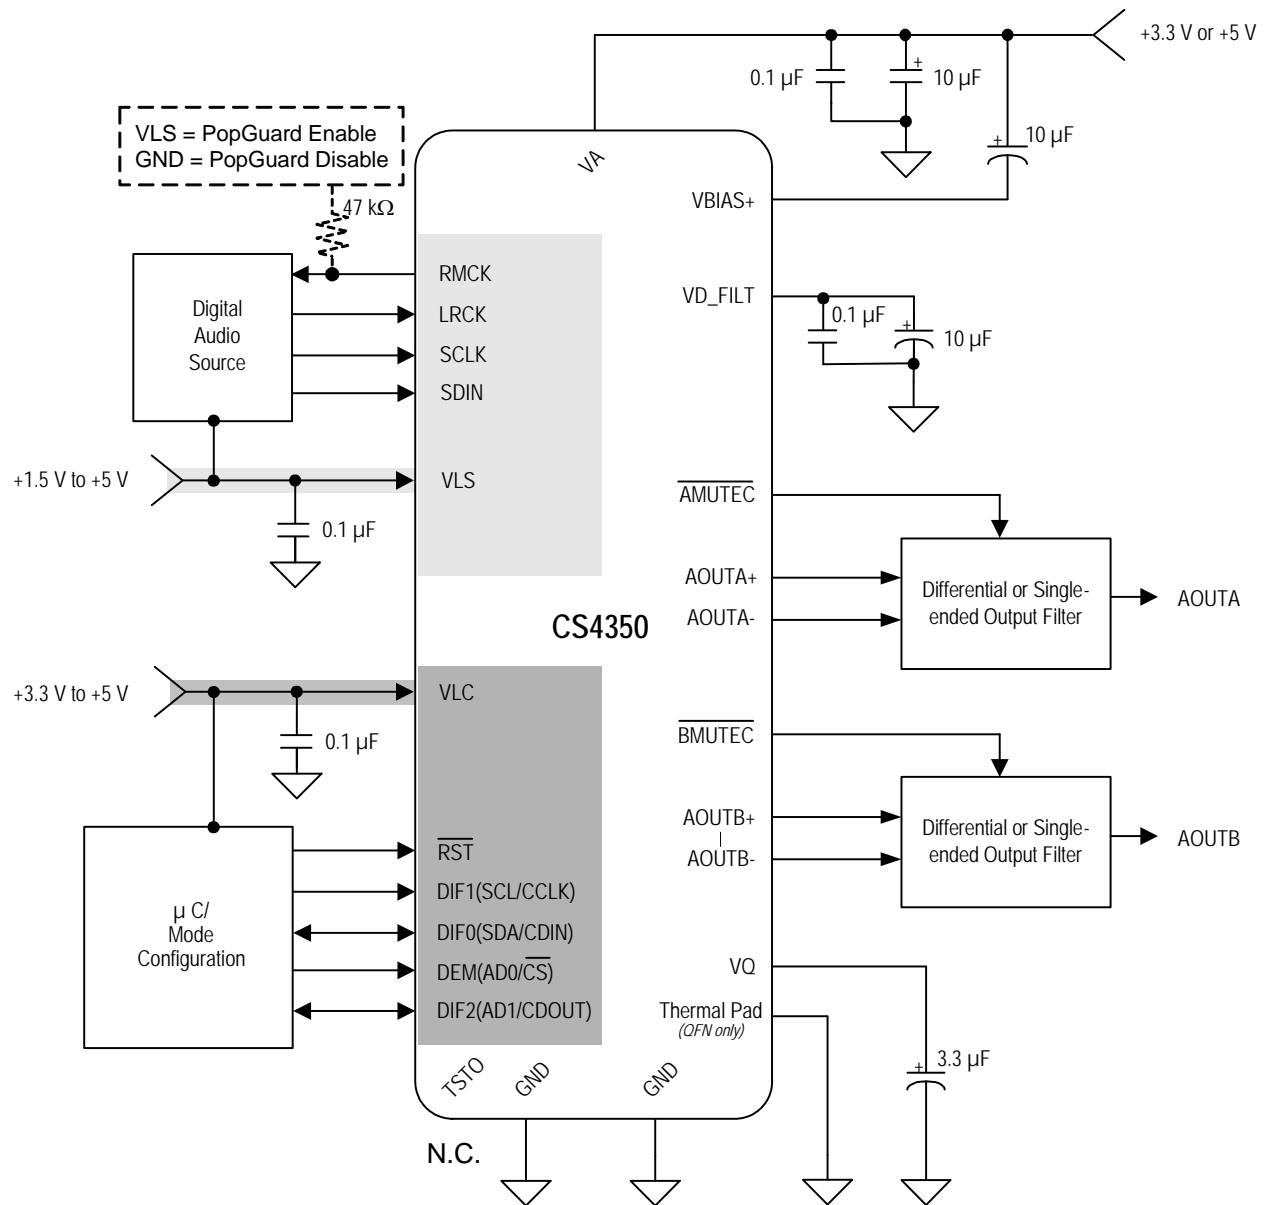 +3.3 V or +5 V
0.1 µF
+
10 µF
+
10 µF
VLS = PopGuard Enable
GND = PopGuard Disable
47 kΩ
VA
VBIAS+
Digital
Audio
Source
RMCK
LRCK
SCLK
SDIN
VD_FILT
0.1 µF
+
10 µF
+1.5 V to +5 V
VLS
0.1 µF
AMUTEC
AOUTA+
AOUTA-
Differential or Single-
ended Output Filter
AOUTA
CS4350
+3.3 V to +5 V
VLC
0.1 µF
BMUTEC
AOUTB+
AOUTB-
Differential or Single-
ended Output Filter
AOUTB
µ C/
Mode
Configuration
RST
DIF1(SCL/CCLK)
DIF0(SDA/CDIN)
DEM(AD0/CS)
DIF2(AD1/CDOUT)
VQ
Thermal Pad
(QFN only)
+
3.3 µF
TSTO
GND
GND
N.C.